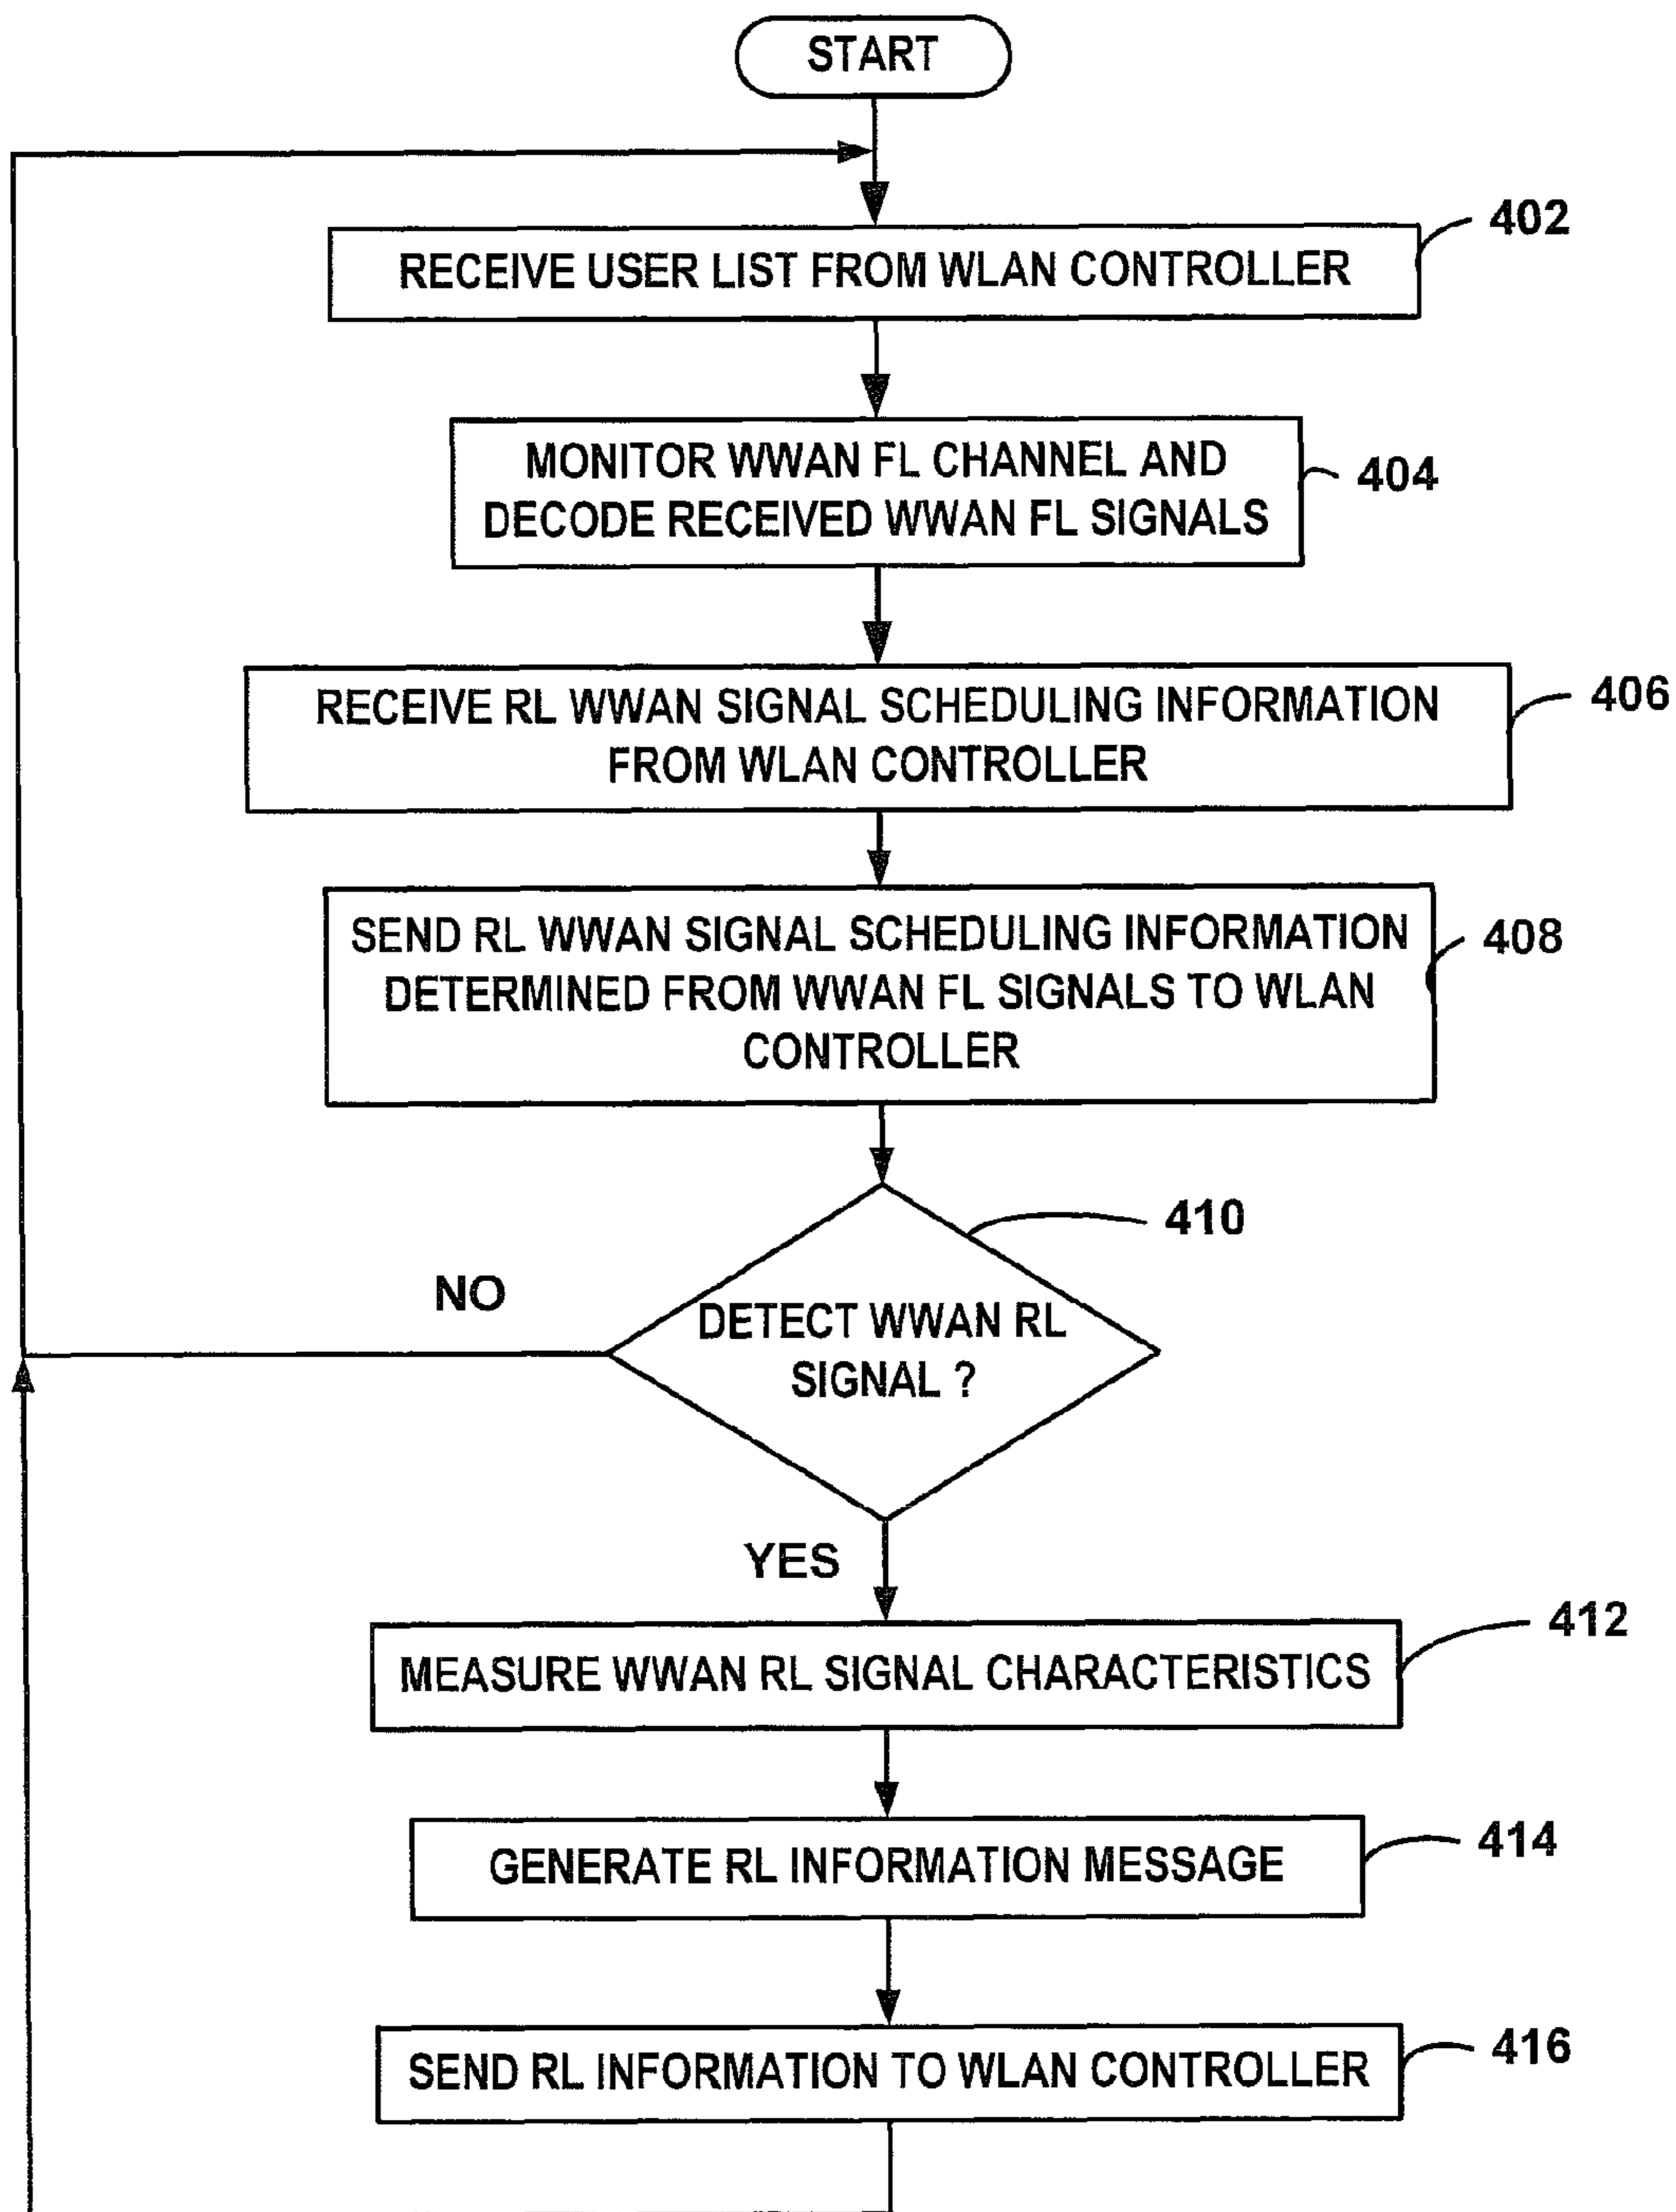 START
402
RECEIVE USER LIST FROM WLAN CONTROLLER
MONITOR WWAN FL CHANNEL AND
DECODE RECEIVED WWAN FL SIGNALS
404
RECEIVE RL WWAN SIGNAL SCHEDULING INFORMATION
FROM WLAN CONTROLLER
406
SEND RL WWAN SIGNAL SCHEDULING INFORMATION
DETERMINED FROM WWAN FL SIGNALS TO WLAN
CONTROLLER
408
410
NO
DETECT WWAN RL
SIGNAL ?
YES
412
MEASURE WWAN RL SIGNAL CHARACTERISTICS
414
GENERATE RL INFORMATION MESSAGE
416
SEND RL INFORMATION TO WLAN CONTROLLER